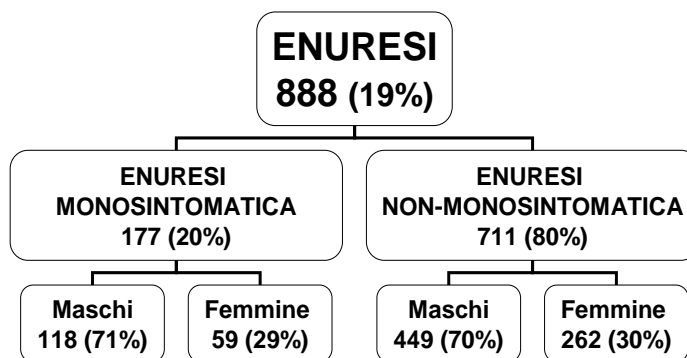 ENURESI
888 (19%)
ENURESI
MONOSINTOMATICA
177 (20%)
ENURESI
NON-MONOSINTOMATICA
711 (80%)
Maschi
118 (71%)
Femmine
59 (29%)
Maschi
449 (70%)
Femmine
262 (30%)